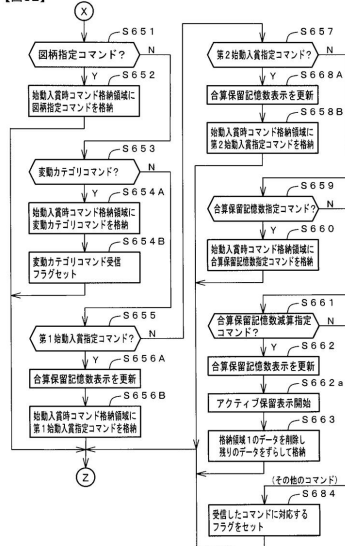 X
S651
図柄指定コマンド?
N
Y
S652
始動入賞時コマンド格納領域に
図柄指定コマンドを格納
S653
変動カテゴリコマンド?
N
Y
S654A
始動入賞時コマンド格納領域に
変動カテゴリコマンドを格納
S654B
変動カテゴリコマンド受信
フラグセット
S655
第1始動入賞指定コマンド?
N
Y
S656A
合算保留記憶数表示を更新
S656B
始動入賞時コマンド格納領域に
第1始動入賞指定コマンドを格納
Z
S657
第2始動入賞指定コマンド?
N
Y
S668A
合算保留記憶数表示を更新
S658B
始動入賞時コマンド格納領域に
第2始動入賞指定コマンドを格納
S659
合算保留記憶数指定コマンド?
N
Y
S660
始動入賞時コマンド格納領域に
合算保留記憶数指定コマンドを格納
S661
合算保留記憶数減算指定
コマンド?
N
Y
S662
合算保留記憶数表示を更新
S662a
アクティブ保留表示開始
S663
格納領域1のデータを削除し
残りのデータをずらして格納
(その他のコマンド)
S684
受信したコマンドに対応する
フラグをセット